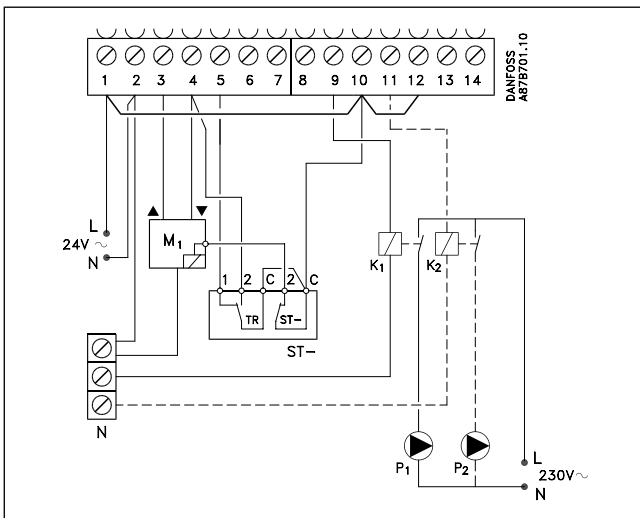 1 2 3 4 5 6 7 8 9 10 11 12 13 14
DANFOSS
A87B701.10
L
24V ~
N
M1
K1
K2
1 2 C 2 C
TR
ST-
ST-
N
P1
P2
L
230V ~
N